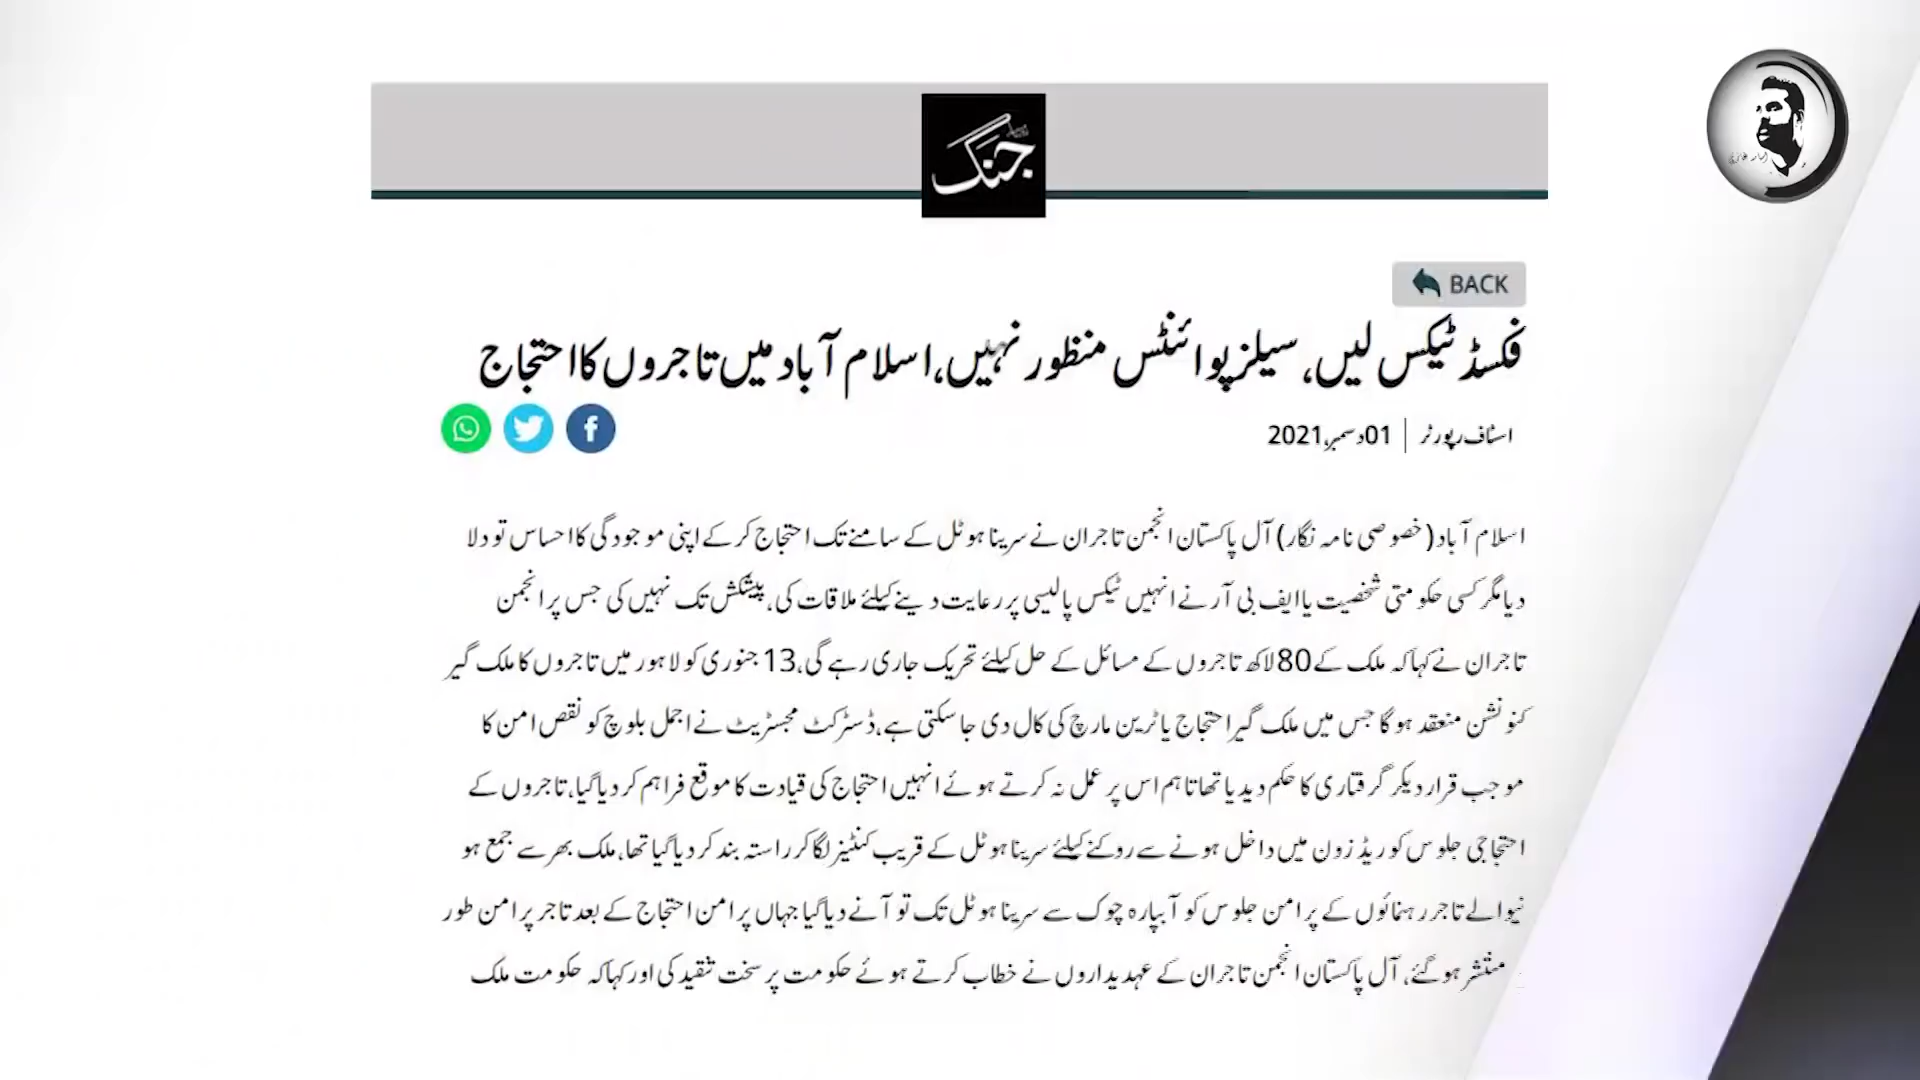 جنگ
BACK
فکسڈ ٹیکس لیں، سیلز پوائنٹس منظور نہیں،اسلام آباد میں تاجروں کا احتجاج
اسٹاف رپورٹر | 01 دسمبر، 2021
اسلام آباد( خصوصی نامہ نگار) آل پاکستان انجمن تاجران نے سرینا ہوٹل کے سامنے تک احتجاج کر کے اپنی موجودگی کا احساس تو دلا
دیا مگر کسی حکومتی شخصیت یا ایف بی آر نے انہیں ٹیکس پالیسی پر رعایت دینے کیلئے ملاقات کی، پیشکش تک نہیں کی جس پر انجمن
تاجران نے کہا کہ ملک کے 80 لاکھ تاجروں کے مسائل کے حل کیلئے تحریک جاری رہے گی،13 جنوری کو لاہور میں تاجروں کا ملک گیر
کنونشن منعقد ہوگا جس میں ملک گیر احتجاج یا ٹرین مارچ کی کال دی جا سکتی ہے،ڈسٹرکٹ مجسٹریٹ نے اجمل بلوچ کو نقص امن کا
موجب قرار دیکر گرفتاری کا حکم دیدیا تھا تاہم اس پر عمل نہ کرتے ہوئے انہیں احتجاج کی قیادت کا موقع فراہم کر دیا گیا، تاجروں کے
احتجاجی جلوس کو ریڈ زون میں داخل ہونے سے روکنے کیلئے سرینا ہوٹل کے قریب کنٹیز لگا کر راستہ بند کر دیا گیا تھا، ملک بھر سے جمع ہو
نیوالے تاجر رہنمائوں کے پرامن جلوس کو آبپارہ چوک سے سرینا ہوٹل تک تو آنے دیا گیا جہاں پرامن احتجاج کے بعد تاجر پرامن طور
منتشر ہوگئے، آل پاکستان انجمن تاجران کے عہدیداروں نے خطاب کرتے ہوئے حکومت پر سخت تنقید کی اور کہا کہ حکومت ملک